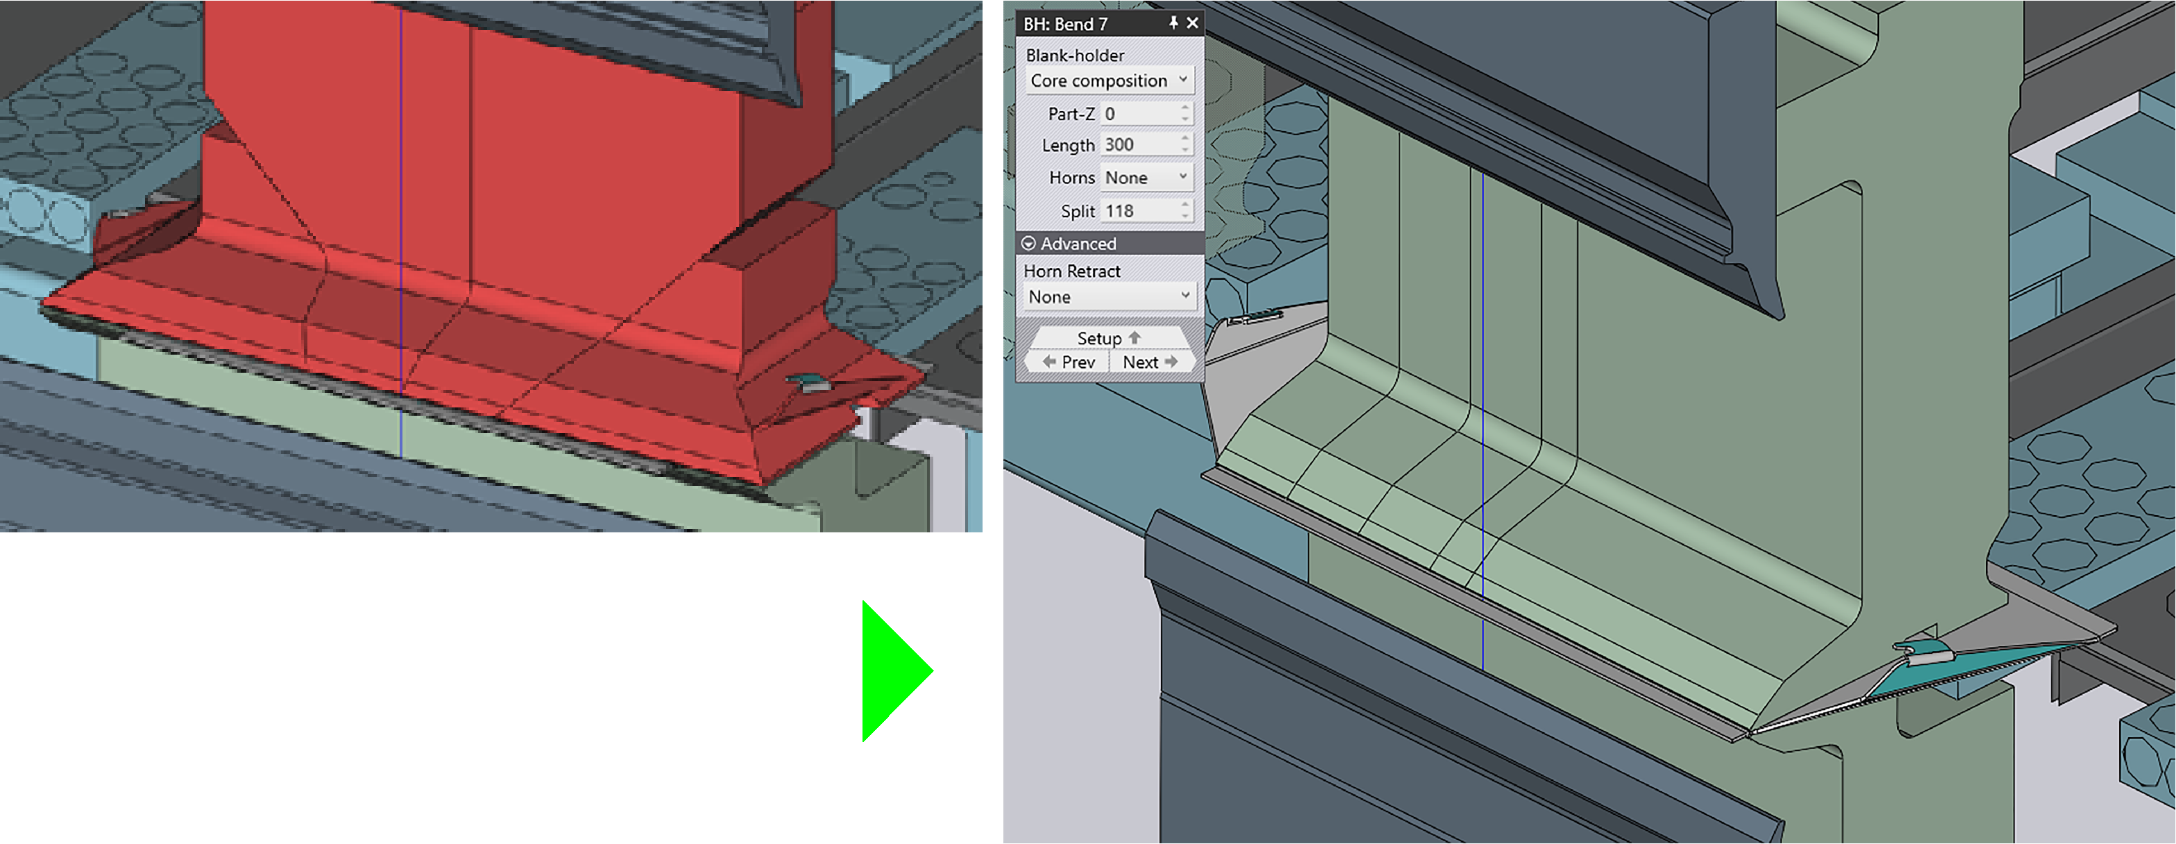 BH: Bend 7
Blank-holder
Core composition
Part-Z 0
Length 300
Horns None
Split 118
Advanced
Horn Retract
None
Setup
Prev Next